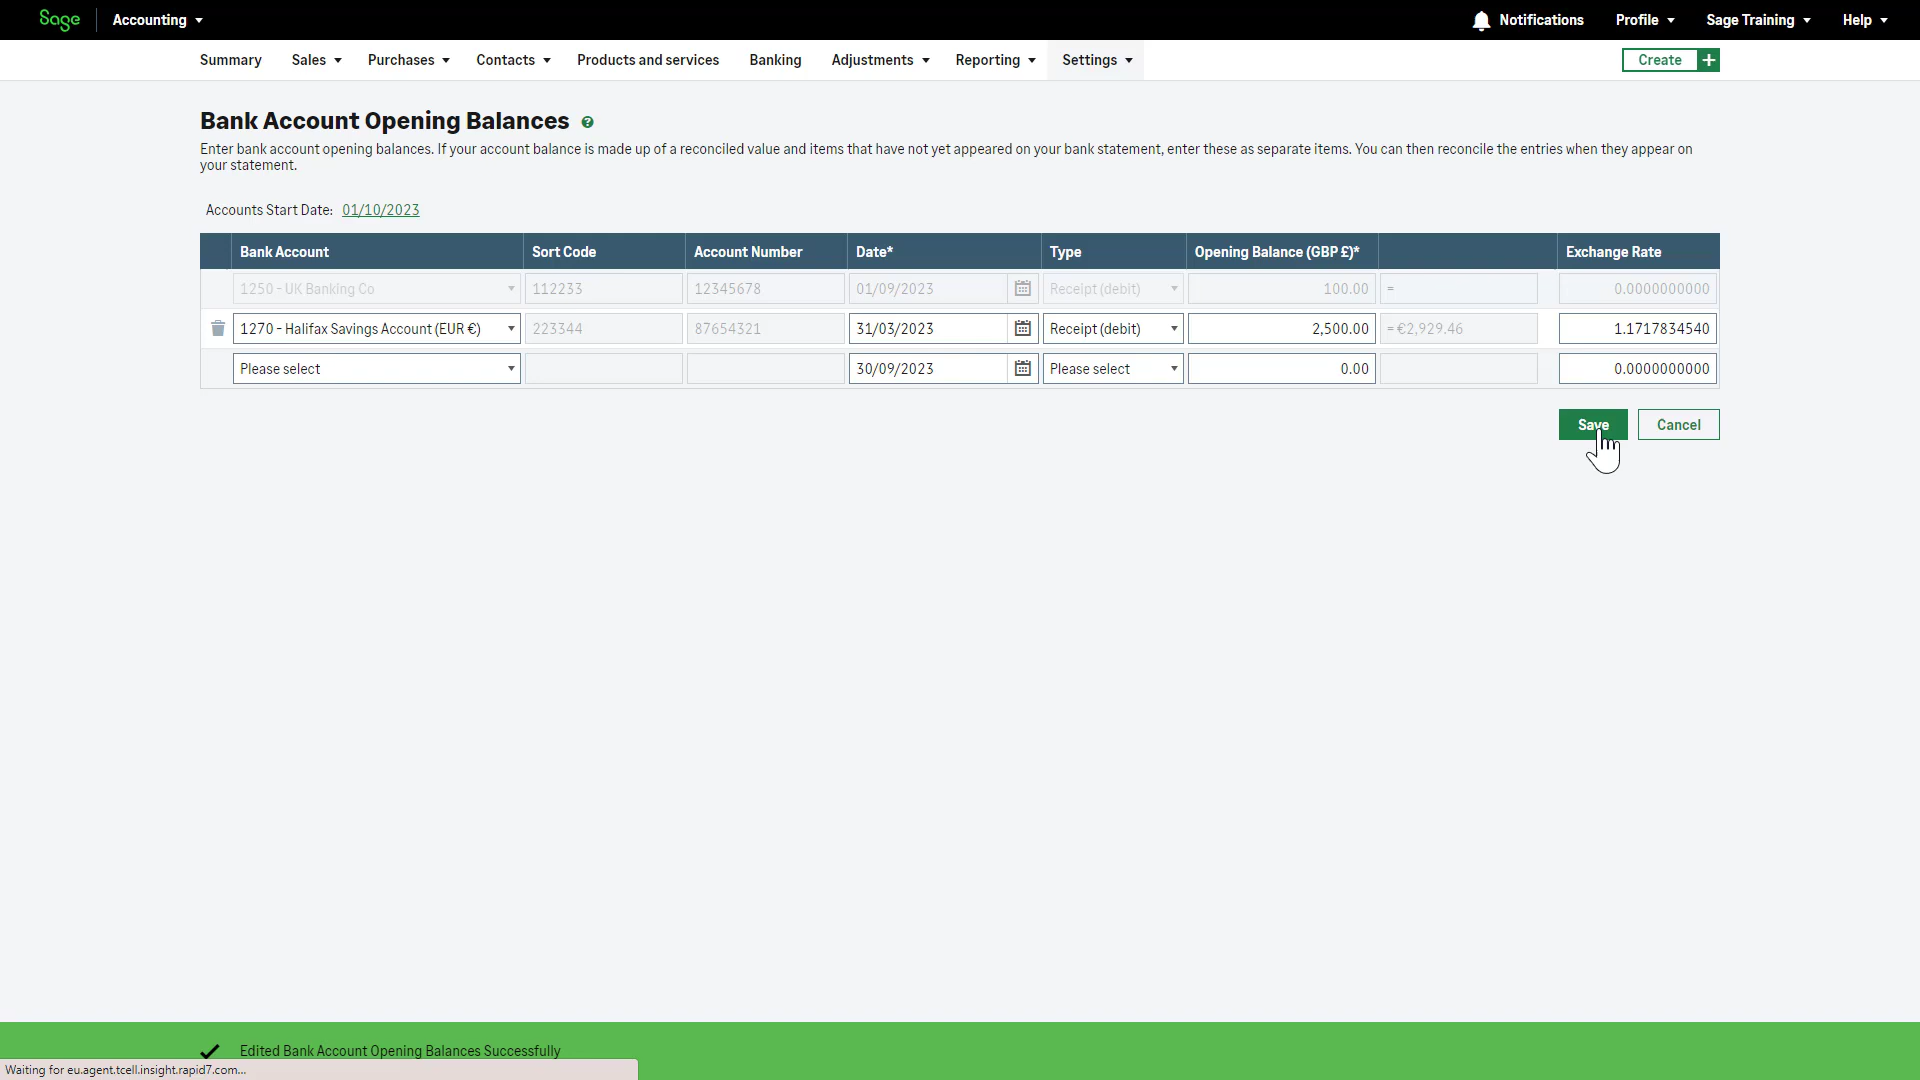 Sage Accounting Notifications Profile Sage Training Help
Summary Sales Purchases Contacts Products and services Banking Adjustments Reporting Settings Create +
Bank Account Opening Balances ?
Enter bank account opening balances. If your account balance is made up of a reconciled value and items that have not yet appeared on your bank statement, enter these as separate items. You can then reconcile the entries when they appear on
your statement.
Accounts Start Date: 01/10/2023
Bank Account Sort Code Account Number Date* Type Opening Balance (GBP £)* Exchange Rate
1250 - UK Banking Co 112233 12345678 01/09/2023 Receipt (debit) 100.00 = 0.0000000000
1270 - Halifax Savings Account (EUR €) 223344 87654321 31/03/2023 Receipt (debit) 2,500.00 = €2,929.46 1.1717834540
Please select 30/09/2023 Please select 0.00 0.0000000000
Save Cancel
Edited Bank Account Opening Balances Successfully
Waiting for eu.agent.tcell.insight.rapid7.com...